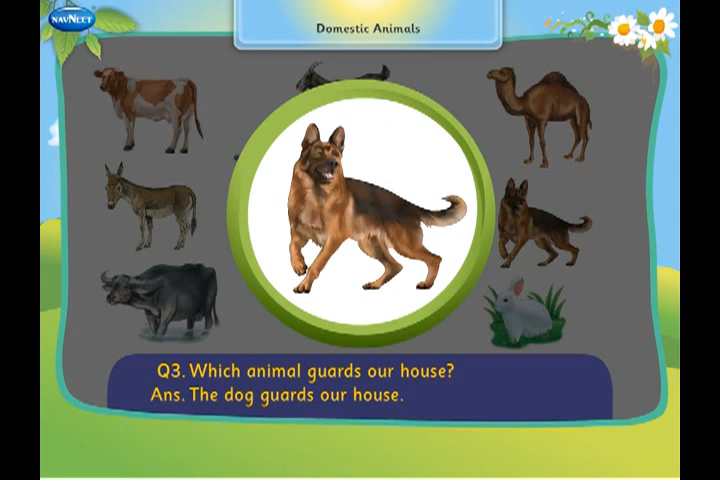 NAVNEET
Domestic Animals
Q3. Which animal guards our house?
Ans. The dog guards our house.